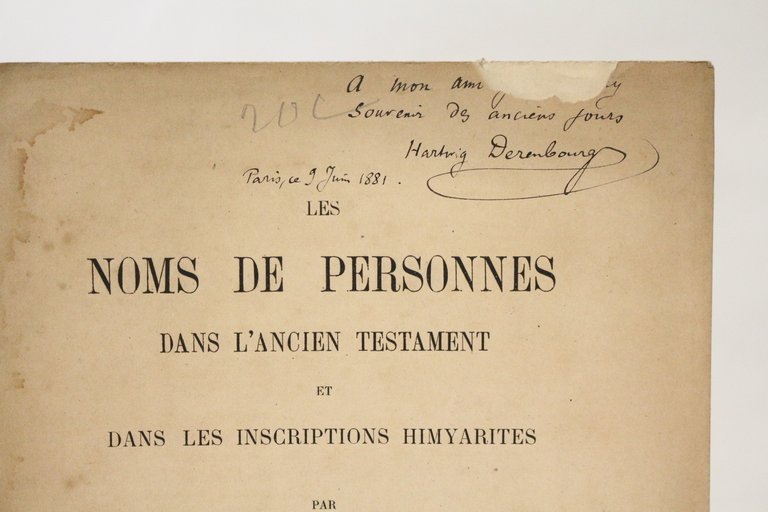 A mon ami
Souvenir des anciens jours
Hartwig Derenbourg
Paris, ce 9 Juin 1881.
LES
NOMS DE PERSONNES
DANS L'ANCIEN TESTAMENT
ET
DANS LES INSCRIPTIONS HIMYARITES
PAR